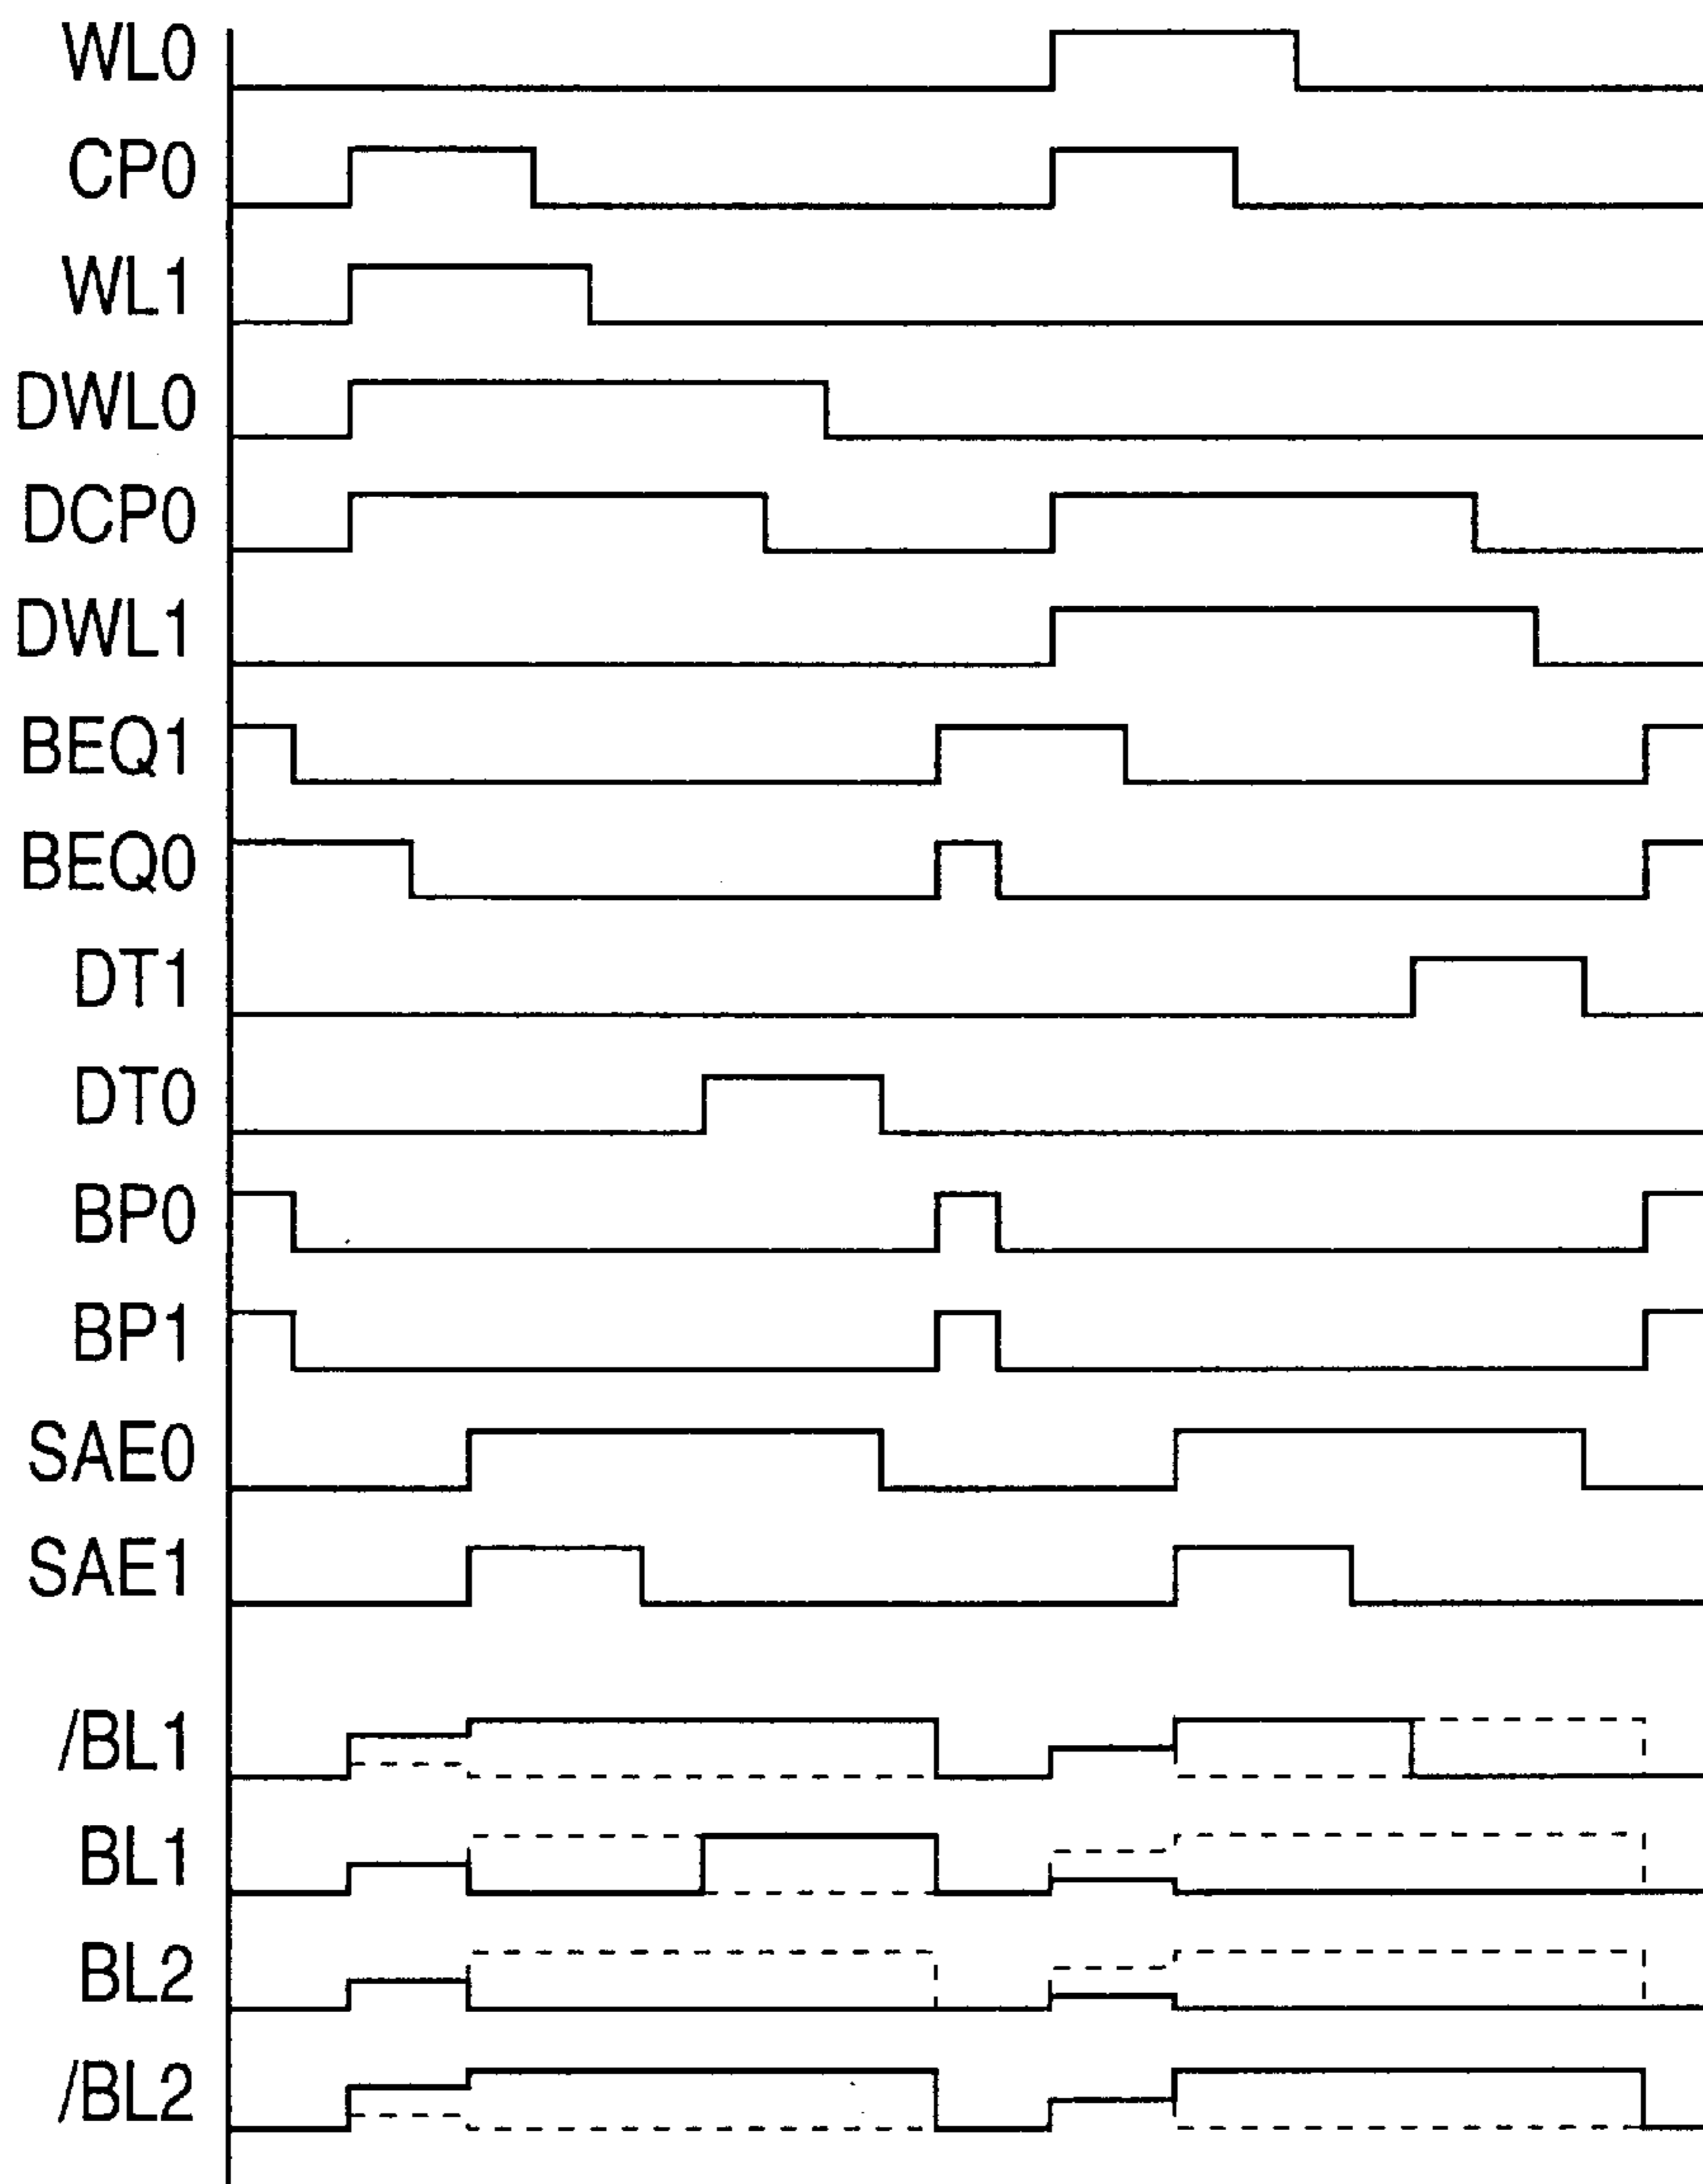 WL0
CP0
WL1
DWL0
DCP0
DWL1
BEQ1
BEQ0
DT1
DT0
BP0
BP1
SAE0
SAE1
/BL1
BL1
BL2
/BL2